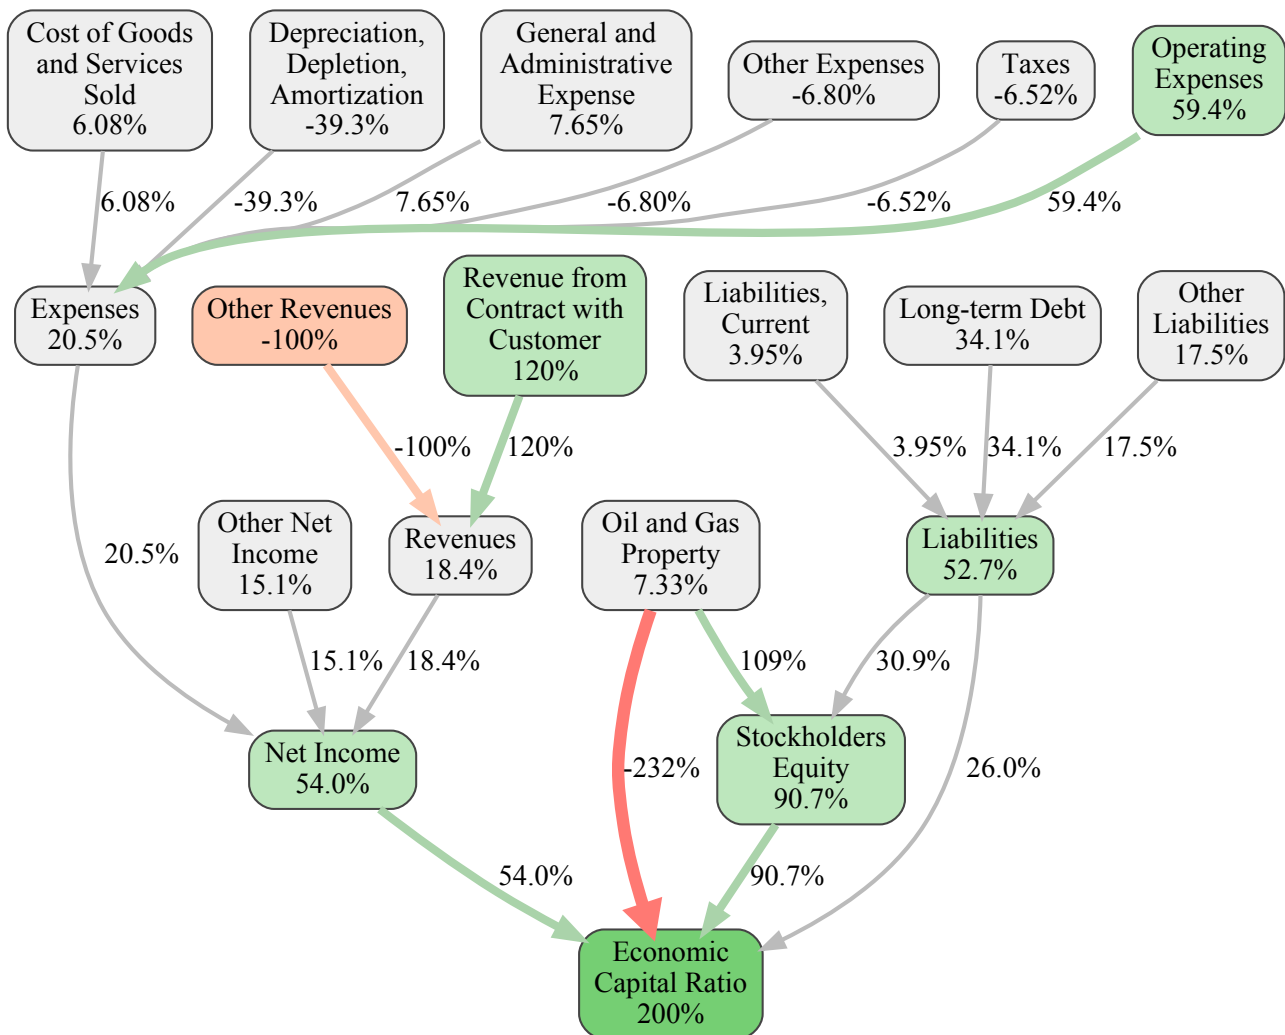 Cost of Goods
and Services
Sold
6.08%
Depreciation,
Depletion,
Amortization
-39.3%
General and
Administrative
Expense
7.65%
Other Expenses
-6.80%
Taxes
-6.52%
Operating
Expenses
59.4%
6.08%
-39.3%
7.65%
-6.80%
-6.52%
59.4%
Expenses
20.5%
Other Revenues
-100%
Revenue from
Contract with
Customer
120%
Liabilities,
Current
3.95%
Long-term Debt
34.1%
Other
Liabilities
17.5%
-100%
120%
3.95%
34.1%
17.5%
20.5%
Other Net
Income
15.1%
Revenues
18.4%
Oil and Gas
Property
7.33%
Liabilities
52.7%
15.1%
18.4%
109%
30.9%
Net Income
54.0%
-232%
Stockholders
Equity
90.7%
26.0%
54.0%
90.7%
Economic
Capital Ratio
200%